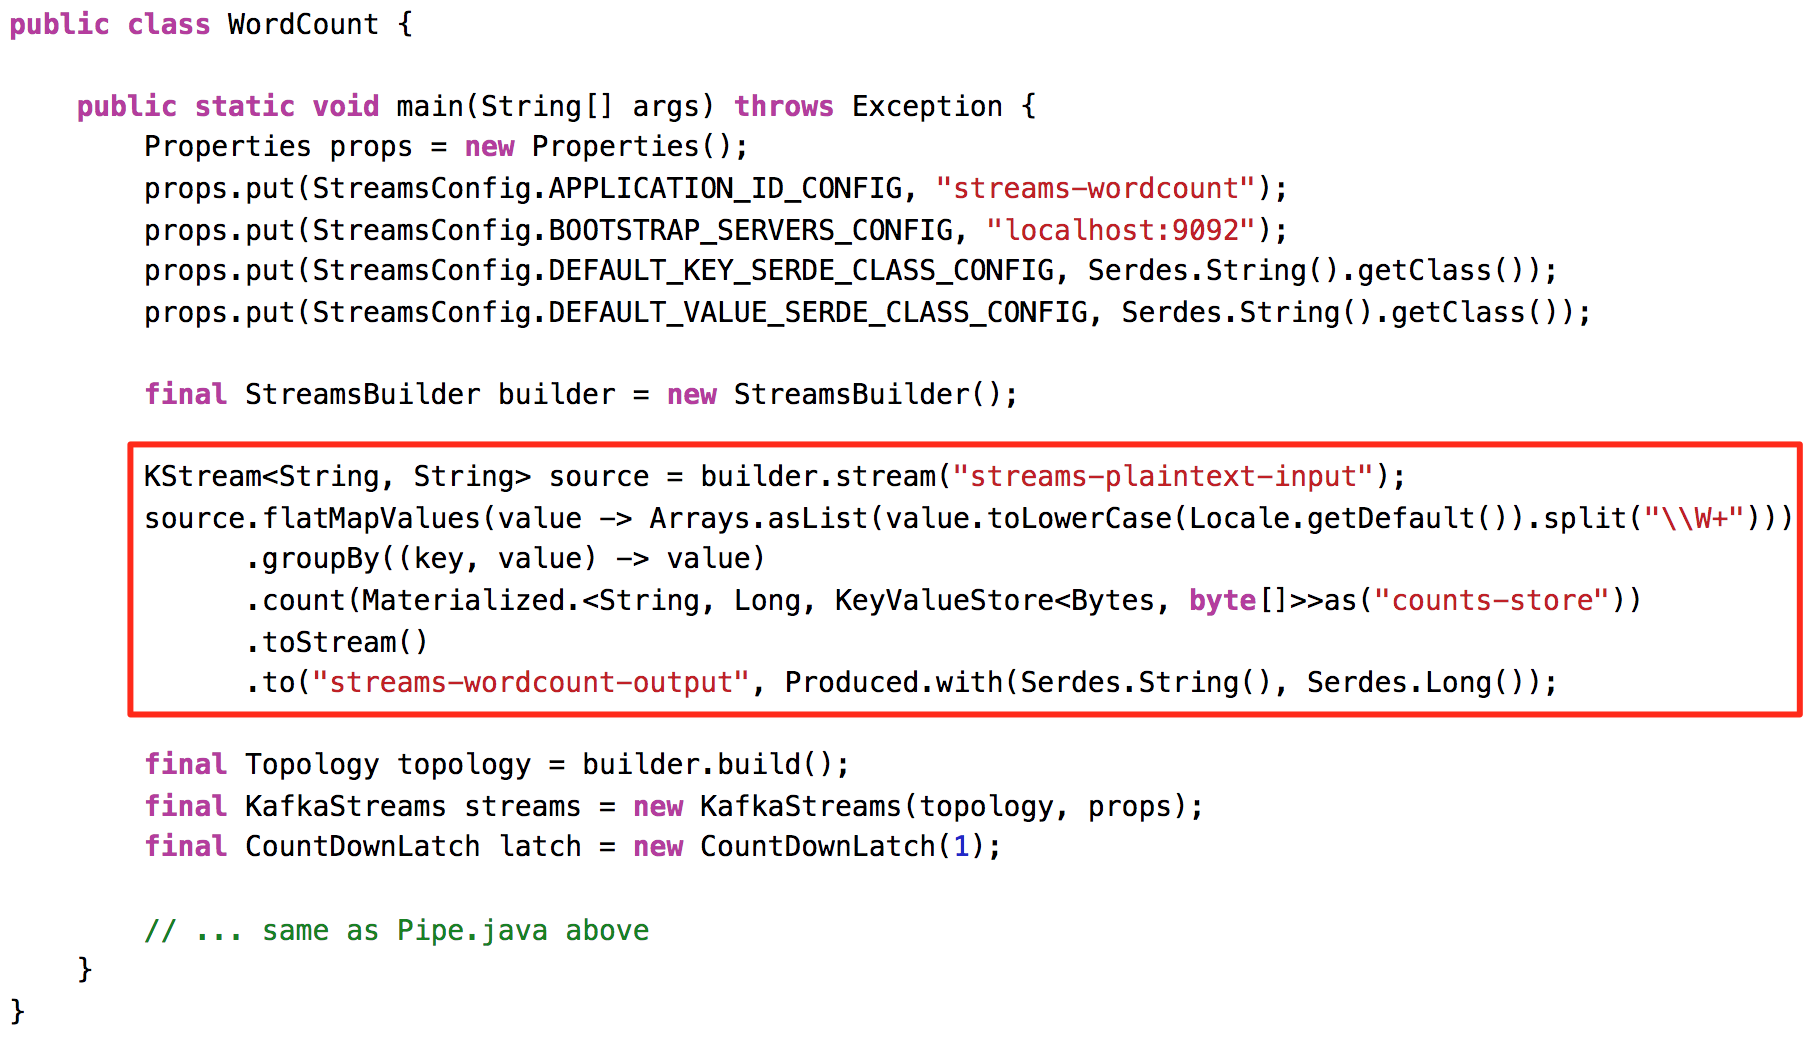 public class WordCount {
public static void main(String[] args) throws Exception {
Properties props = new Properties();
props.put(StreamsConfig.APPLICATION_ID_CONFIG, "streams-wordcount");
props.put(StreamsConfig.BOOTSTRAP_SERVERS_CONFIG, "localhost:9092");
props.put(StreamsConfig.DEFAULT_KEY_SERDE_CLASS_CONFIG, Serdes.String().getClass());
props.put(StreamsConfig.DEFAULT_VALUE_SERDE_CLASS_CONFIG, Serdes.String().getClass());
final StreamsBuilder builder = new StreamsBuilder();
KStream<String, String> source = builder.stream("streams-plaintext-input");
source.flatMapValues(value -> Arrays.asList(value.toLowerCase(Locale.getDefault()).split("\\W+")))
.groupBy((key, value) -> value)
.count(Materialized.<String, Long, KeyValueStore<Bytes, byte[]>>as("counts-store"))
.toStream()
.to("streams-wordcount-output", Produced.with(Serdes.String(), Serdes.Long());
final Topology topology = builder.build();
final KafkaStreams streams = new KafkaStreams(topology, props);
final CountDownLatch latch = new CountDownLatch(1);
// ... same as Pipe.java above
}
}